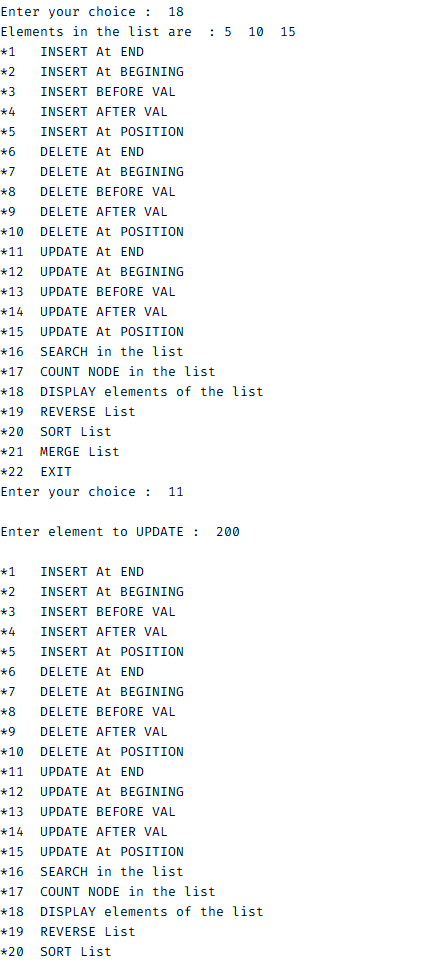 Enter your choice :  18
Elements in the list are  : 5  10  15
*1   INSERT At END
*2   INSERT At BEGINING
*3   INSERT BEFORE VAL
*4   INSERT AFTER VAL
*5   INSERT At POSITION
*6   DELETE At END
*7   DELETE At BEGINING
*8   DELETE BEFORE VAL
*9   DELETE AFTER VAL
*10  DELETE At POSITION
*11  UPDATE At END
*12  UPDATE At BEGINING
*13  UPDATE BEFORE VAL
*14  UPDATE AFTER VAL
*15  UPDATE At POSITION
*16  SEARCH in the list
*17  COUNT NODE in the list
*18  DISPLAY elements of the list
*19  REVERSE List
*20  SORT List
*21  MERGE List
*22  EXIT
Enter your choice :  11
Enter element to UPDATE :  200
*1   INSERT At END
*2   INSERT At BEGINING
*3   INSERT BEFORE VAL
*4   INSERT AFTER VAL
*5   INSERT At POSITION
*6   DELETE At END
*7   DELETE At BEGINING
*8   DELETE BEFORE VAL
*9   DELETE AFTER VAL
*10  DELETE At POSITION
*11  UPDATE At END
*12  UPDATE At BEGINING
*13  UPDATE BEFORE VAL
*14  UPDATE AFTER VAL
*15  UPDATE At POSITION
*16  SEARCH in the list
*17  COUNT NODE in the list
*18  DISPLAY elements of the list
*19  REVERSE List
*20  SORT List